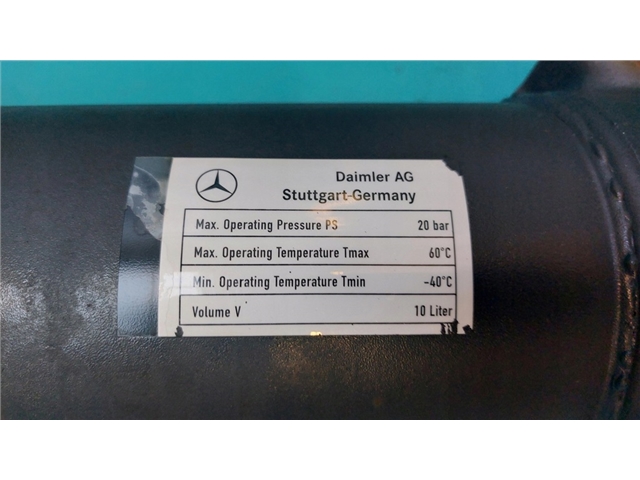 Daimler AG
Stuttgart-Germany
Max. Operating Pressure PS 20 bar
Max. Operating Temperature Tmax 60°C
Min. Operating Temperature Tmin -40°C
Volume V 10 Liter